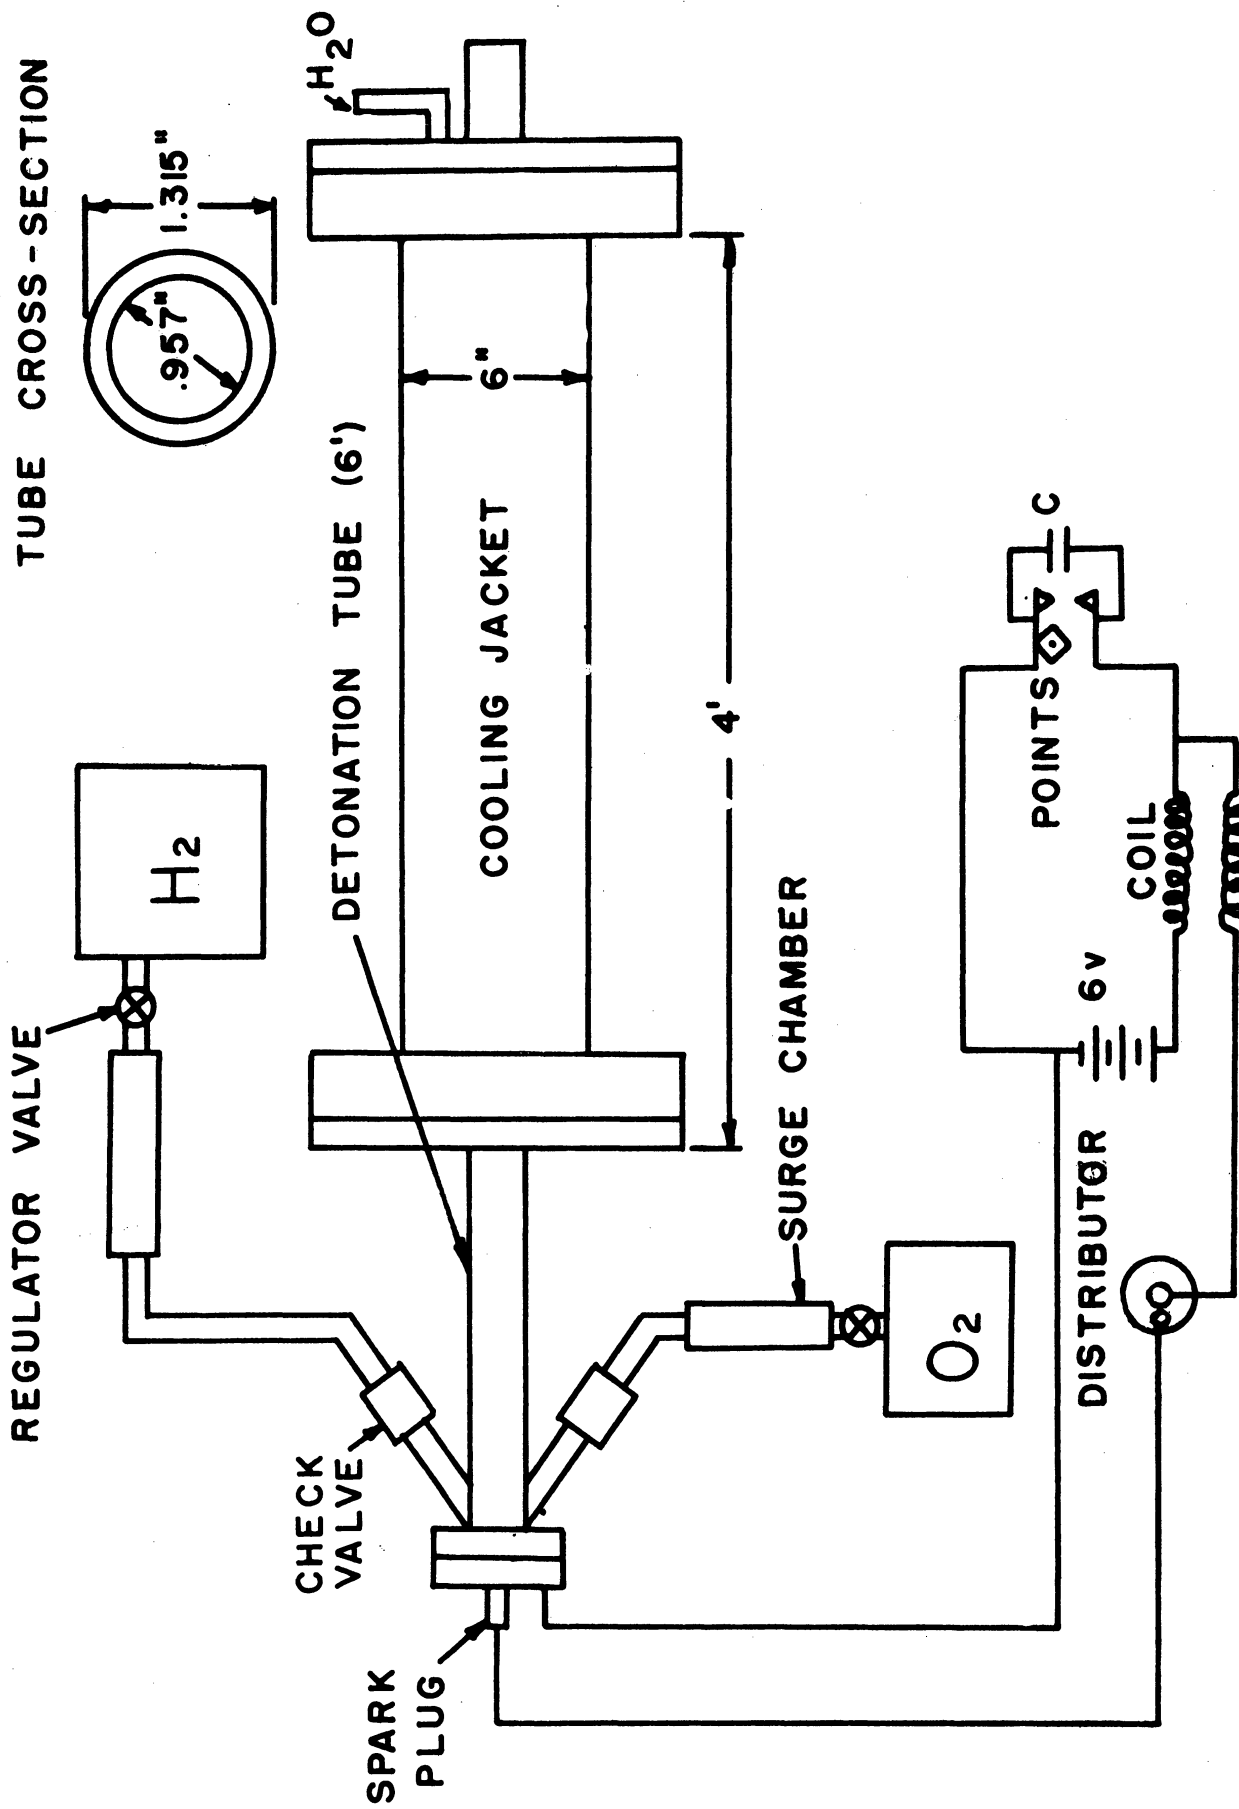 TUBE CROSS-SECTION
1.315"
.957"
H2O
REGULATOR VALVE
H2
DETONATION TUBE (6')
COOLING JACKET
6"
4'
CHECK
VALVE
SPARK
PLUG
SURGE CHAMBER
O2
DISTRIBUTOR
6V
COIL
POINTS
C